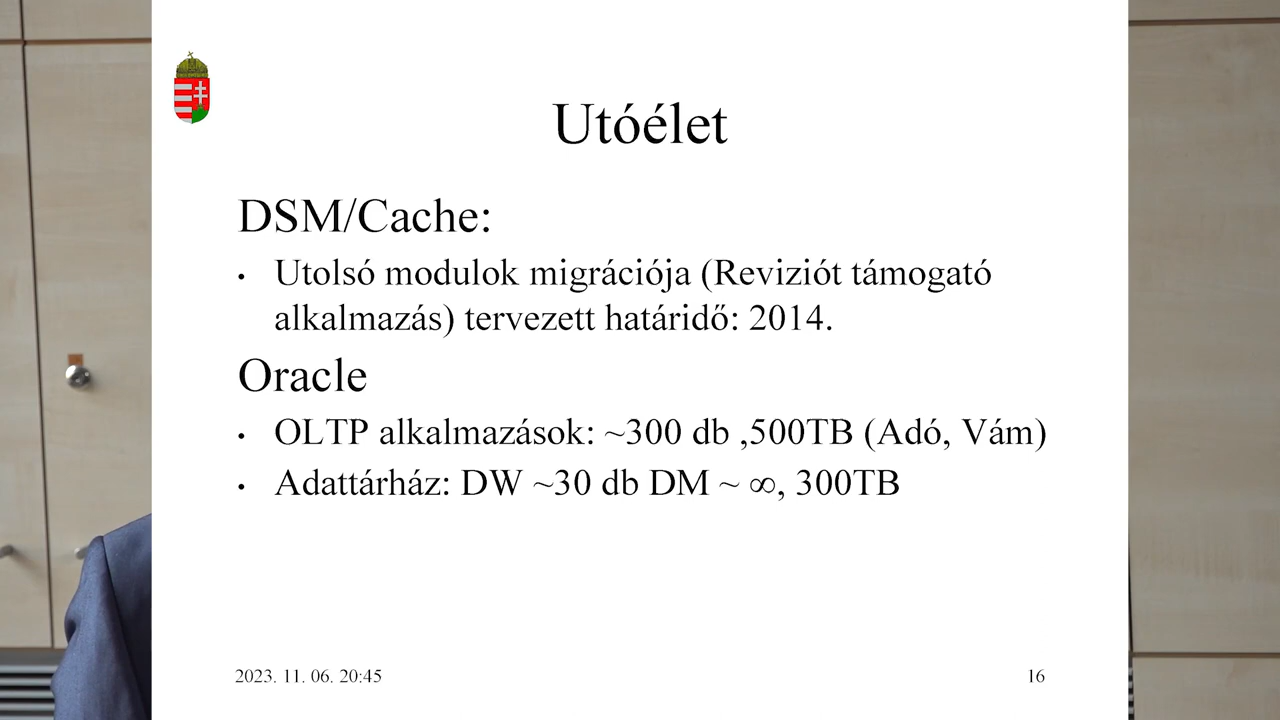 Utóélet
DSM/Cache:
• Utolsó modulok migrációja (Reviziót támogató
alkalmazás) tervezett határidő: 2014.
Oracle
• OLTP alkalmazások: ~300 db ,500TB (Adó, Vám)
• Adattárház: DW ~30 db DM ~ ∞, 300TB
2023. 11. 06. 20:45
16